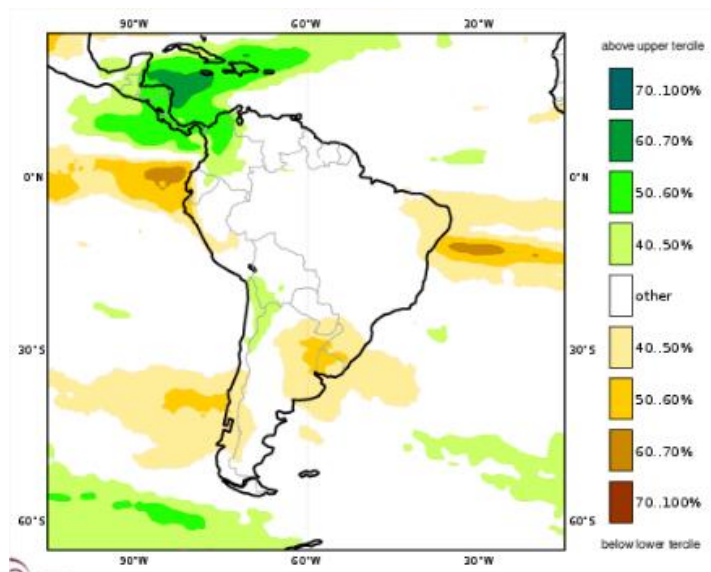 90°W 60°W 30°W
above upper tercile
70..100%
60..70%
0°N 0°N
50..60%
40..50%
other
30°S 30°S
40..50%
50..60%
60..70%
70..100%
60°S 60°S
below lower tercile
90°W 60°W 30°W